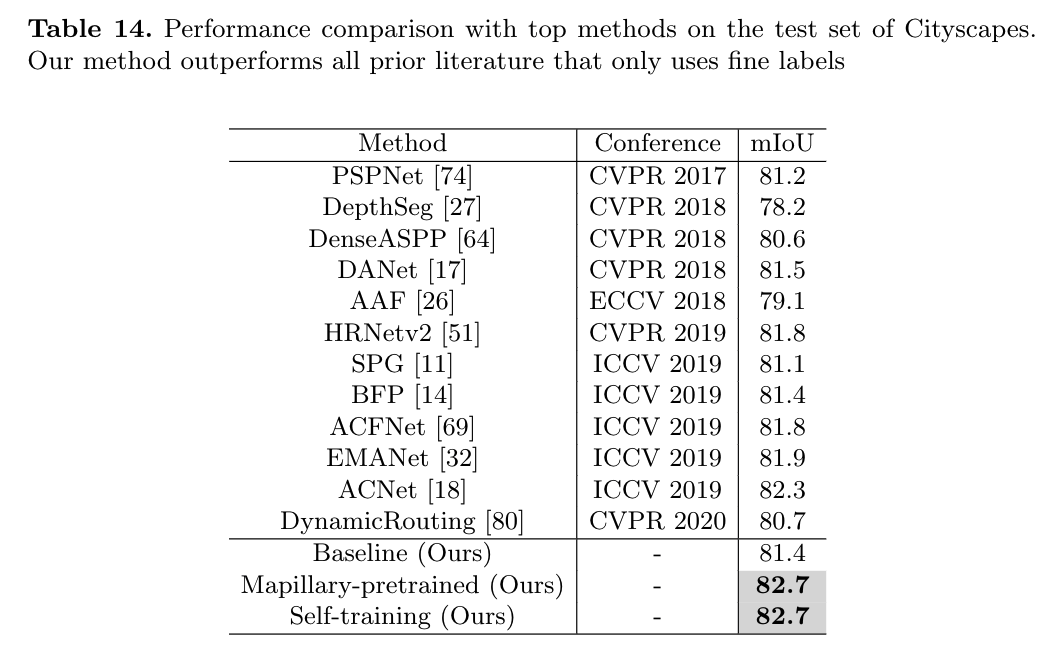 Table 14. Performance comparison with top methods on the test set of Cityscapes.
Our method outperforms all prior literature that only uses fine labels
Method Conference mIoU
PSPNet [74] CVPR 2017 81.2
DepthSeg [27] CVPR 2018 78.2
DenseASPP [64] CVPR 2018 80.6
DANet [17] CVPR 2018 81.5
AAF [26] ECCV 2018 79.1
HRNetv2 [51] CVPR 2019 81.8
SPG [11] ICCV 2019 81.1
BFP [14] ICCV 2019 81.4
ACFNet [69] ICCV 2019 81.8
EMANet [32] ICCV 2019 81.9
ACNet [18] ICCV 2019 82.3
DynamicRouting [80] CVPR 2020 80.7
Baseline (Ours) - 81.4
Mapillary-pretrained (Ours) - 82.7
Self-training (Ours) - 82.7